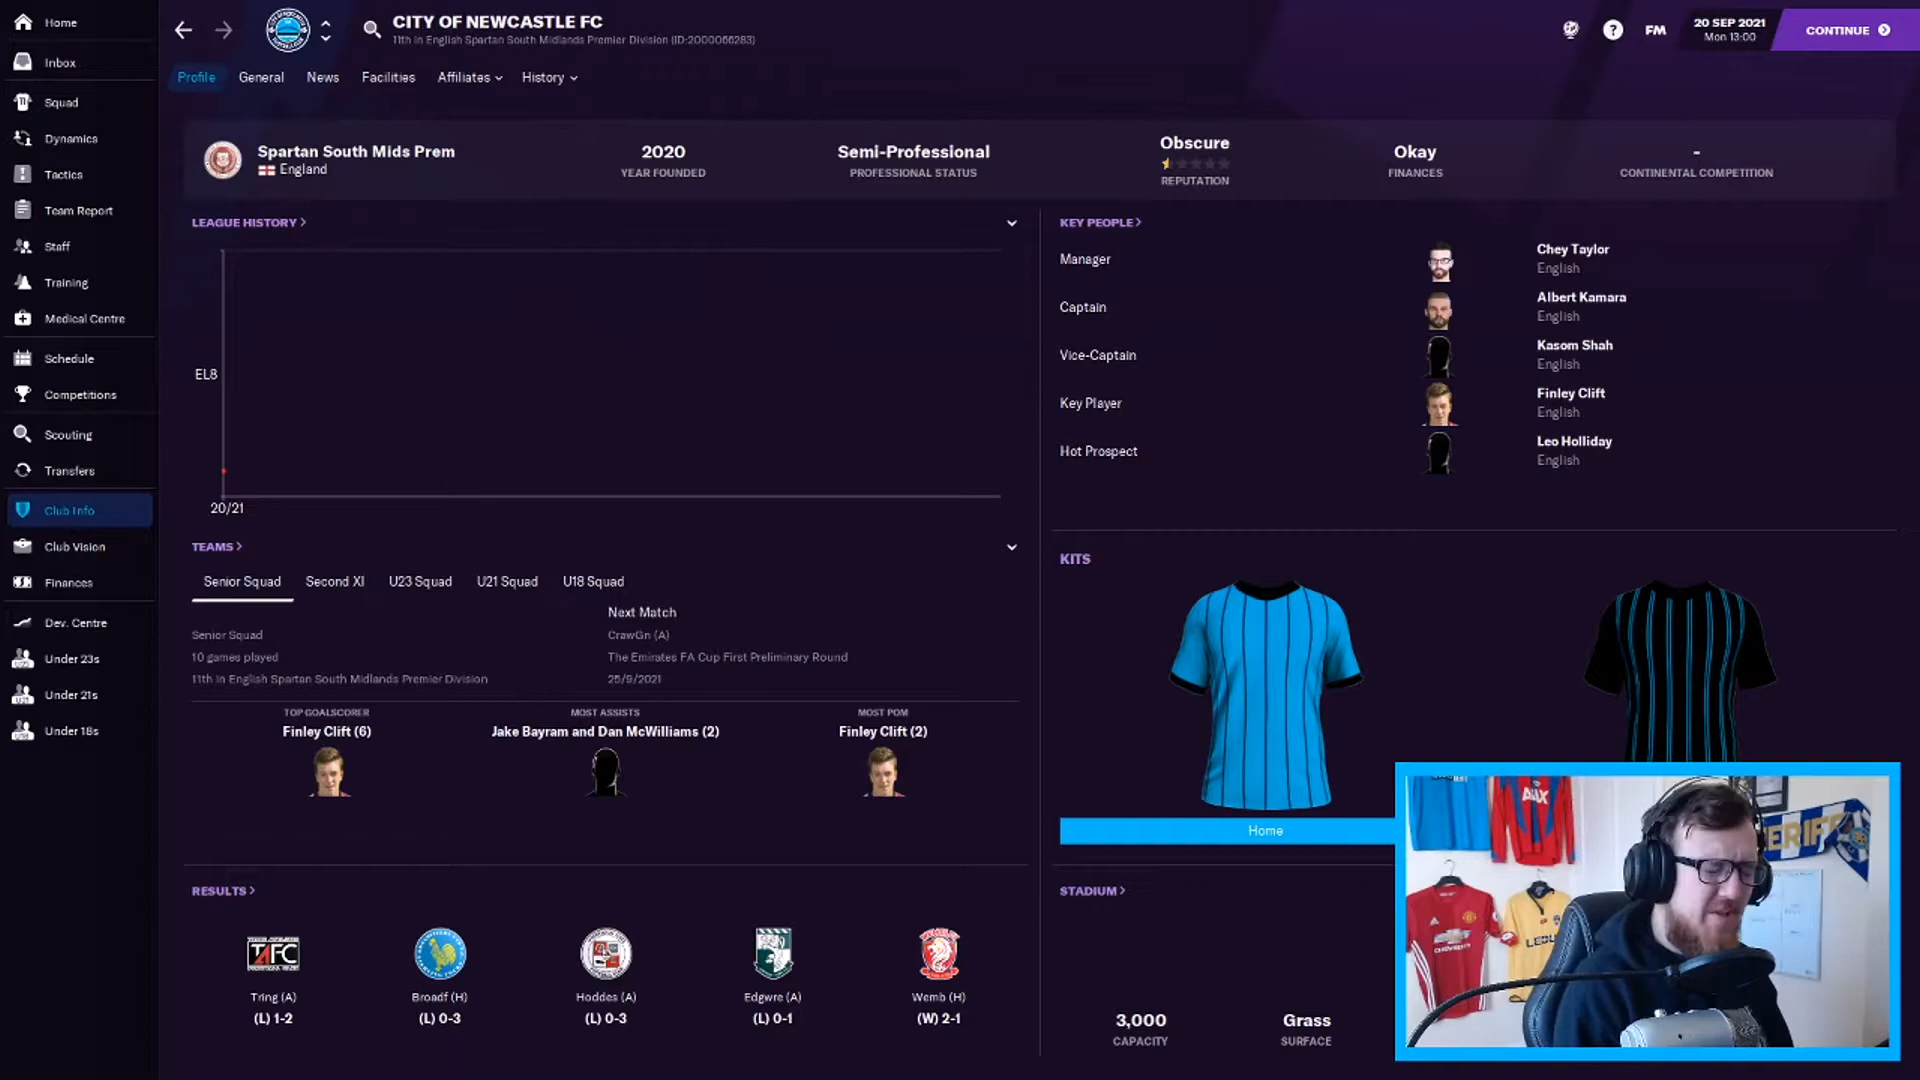 Home
Inbox
Squad
Dynamics
Tactics
Team Report
Staff
Training
Medical Centre
Schedule
Competitions
Scouting
Transfers
Club Info
Club Vision
Finances
Dev. Centre
Under 23s
Under 21s
Under 18s
CITY OF NEWCASTLE FC
11th in English Spartan South Midlands Premier Division (ID:2000066283)
FM
20 SEP 2021
Mon 13:00
CONTINUE
Profile General News Facilities Affiliates History
Spartan South Mids Prem
England
2020
YEAR FOUNDED
Semi-Professional
PROFESSIONAL STATUS
Obscure
REPUTATION
Okay
FINANCES
-
CONTINENTAL COMPETITION
LEAGUE HISTORY
EL8
20/21
TEAMS
Senior Squad Second XI U23 Squad U21 Squad U18 Squad
Next Match
Senior Squad CrawGn (A)
10 games played The Emirates FA Cup First Preliminary Round
11th in English Spartan South Midlands Premier Division 25/9/2021
TOP GOALSCORER
Finley Clift (6)
MOST ASSISTS
Jake Bayram and Dan McWilliams (2)
MOST POM
Finley Clift (2)
RESULTS
TAFC
Tring (A) Broadf (H) Hoddes (A) Edgwre (A) Wemb (H)
(L) 1-2 (L) 0-3 (L) 0-3 (L) 0-1 (W) 2-1
KEY PEOPLE
Manager
Chey Taylor
English
Captain
Albert Kamara
English
Vice-Captain
Kasom Shah
English
Key Player
Finley Clift
English
Hot Prospect
Leo Holliday
English
KITS
Home
STADIUM
3,000
CAPACITY
Grass
SURFACE
CHEVROLET